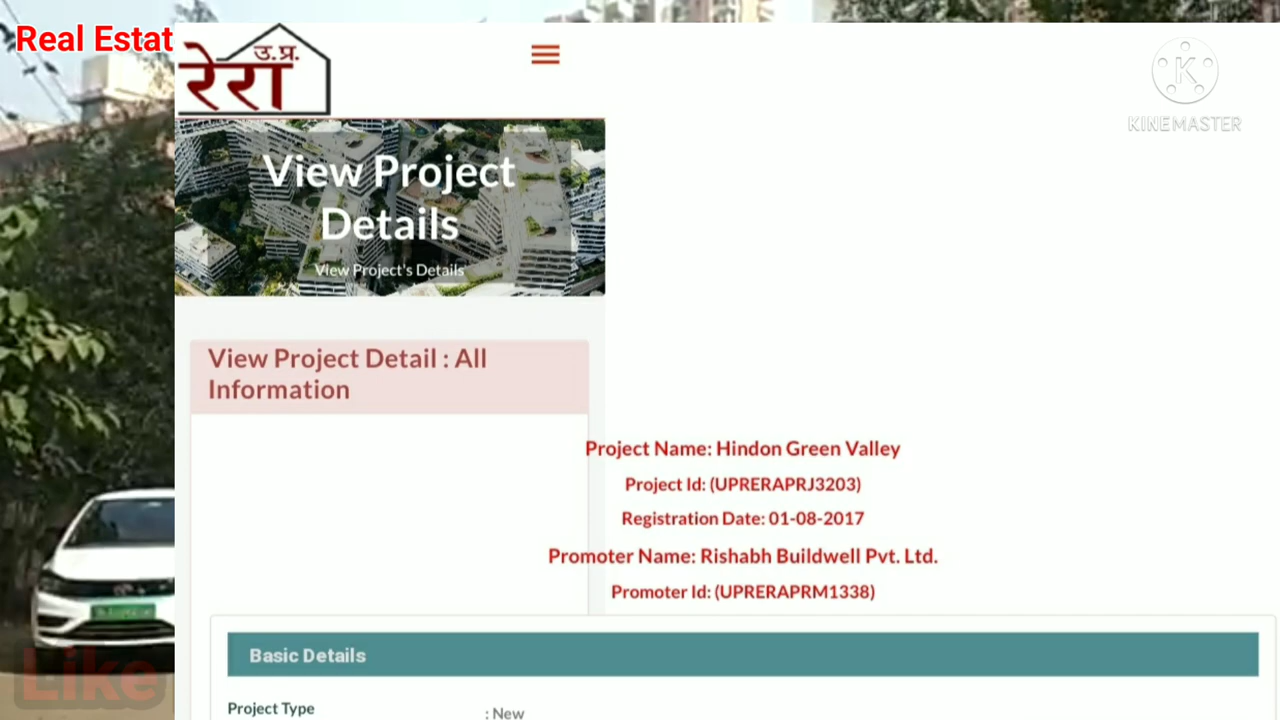 Real Estat
उ.प्र.
रेरा
KINEMASTER
View Project
Details
View Project's Details
View Project Detail : All
Information
Project Name: Hindon Green Valley
Project Id: (UPRERAPRJ3203)
Registration Date: 01-08-2017
Promoter Name: Rishabh Buildwell Pvt. Ltd.
Promoter Id: (UPRERAPRM1338)
Basic Details
Project Type : New
Like